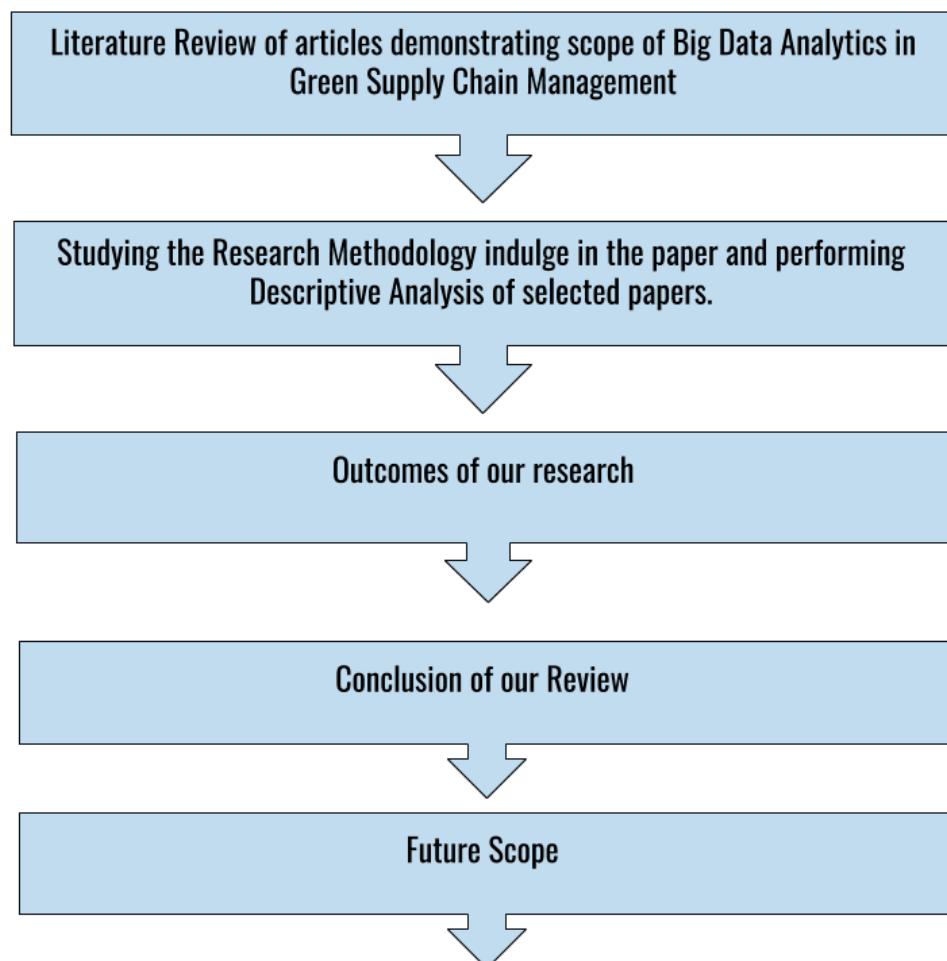 Literature Review of articles demonstrating scope of Big Data Analytics in
Green Supply Chain Management
Studying the Research Methodology indulge in the paper and performing
Descriptive Analysis of selected papers.
Outcomes of our research
Conclusion of our Review
Future Scope